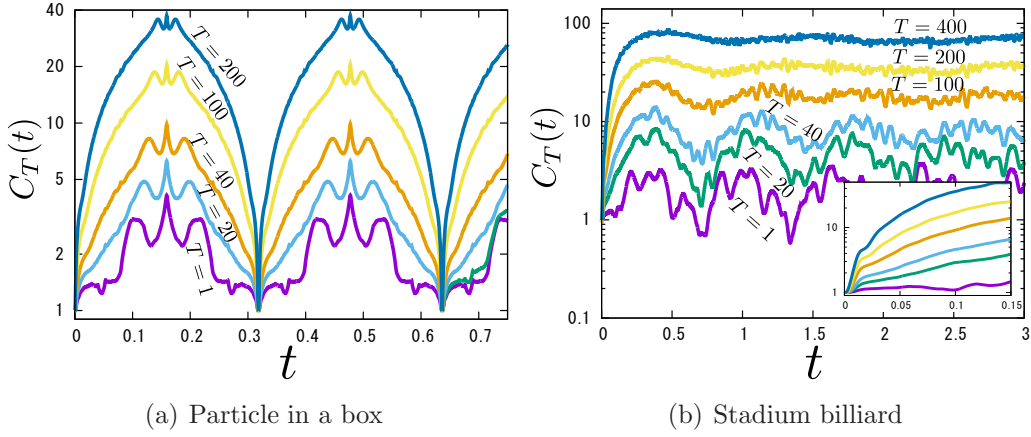 40
20
10
5
2
1
0
0.1
0.2
0.3
0.4
0.5
0.6
0.7
C_T(t)
t
T = 200
T = 100
T = 40
T = 20
T = 1
(a) Particle in a box
100
10
1
0.1
0
0.5
1
1.5
2
2.5
3
C_T(t)
t
T = 400
T = 200
T = 100
T = 40
T = 20
T = 1
10
1
0.05
0.1
0.15
(b) Stadium billiard